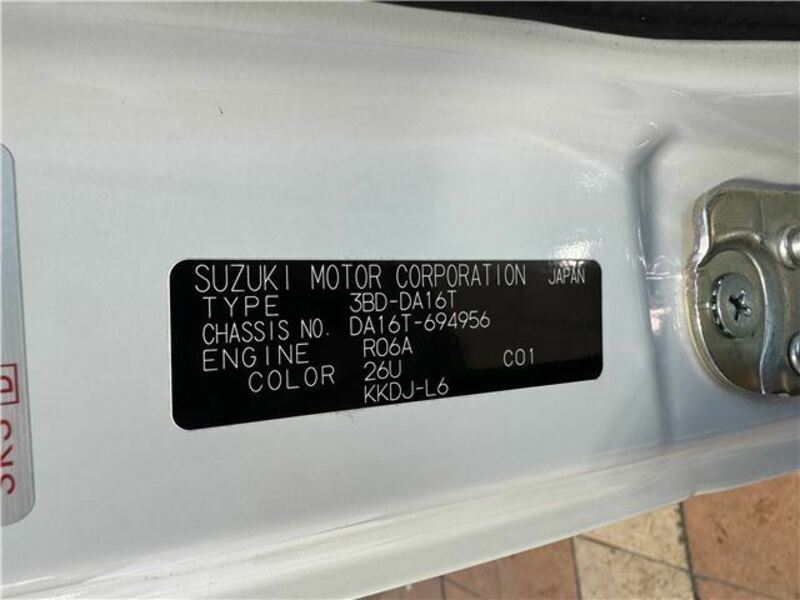 SUZUKI MOTOR CORPORATION JAPAN
TYPE 3BD-DA16T
CHASSIS NO. DA16T-694956
ENGINE R06A C01
COLOR 26U
KKDJ-L6